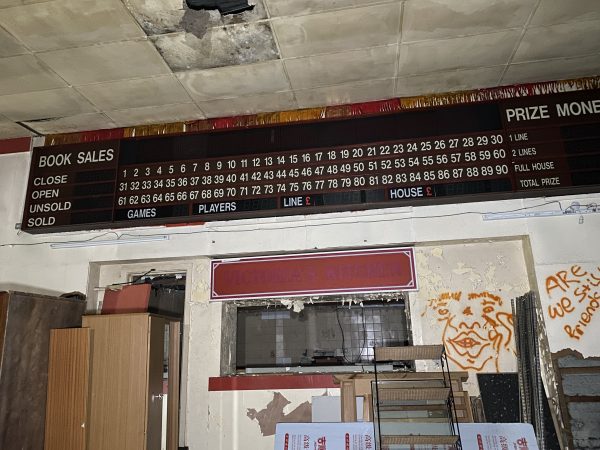 BOOK SALES
CLOSE
OPEN
UNSOLD
SOLD
1 2 3 4 5 6 7 8 9 10 11 12 13 14 15 16 17 18 19 20 21 22 23 24 25 26 27 28 29 30
31 32 33 34 35 36 37 38 39 40 41 42 43 44 45 46 47 48 49 50 51 52 53 54 55 56 57 58 59 60
61 62 63 64 65 66 67 68 69 70 71 72 73 74 75 76 77 78 79 80 81 82 83 84 85 86 87 88 89 90
GAMES PLAYERS LINE £ HOUSE £
PRIZE MONE
1 LINE
2 LINES
FULL HOUSE
TOTAL PRIZE
VICTORIA'S KITCHEN
ARE
we still
friends